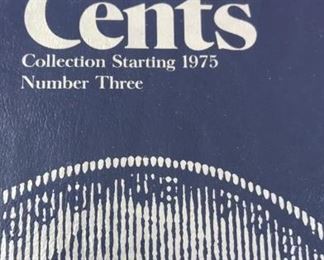 Cents
Collection Starting 1975
Number Three